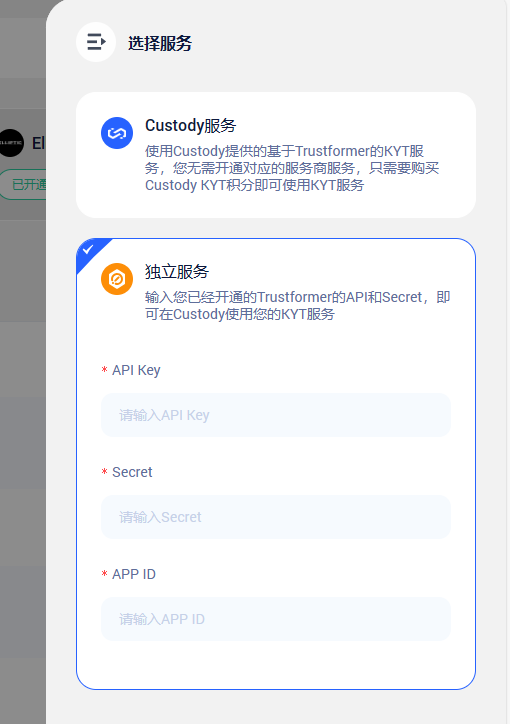 选择服务
Custody服务
使用Custody提供的基于Trustformer的KYT服
务，您无需开通对应的服务商服务，只需要购买
Custody KYT积分即可使用KYT服务
El
已开通
独立服务
输入您已经开通的Trustformer的API和Secret，即
可在Custody使用您的KYT服务
* API Key
请输入API Key
* Secret
请输入Secret
* APP ID
请输入APP ID